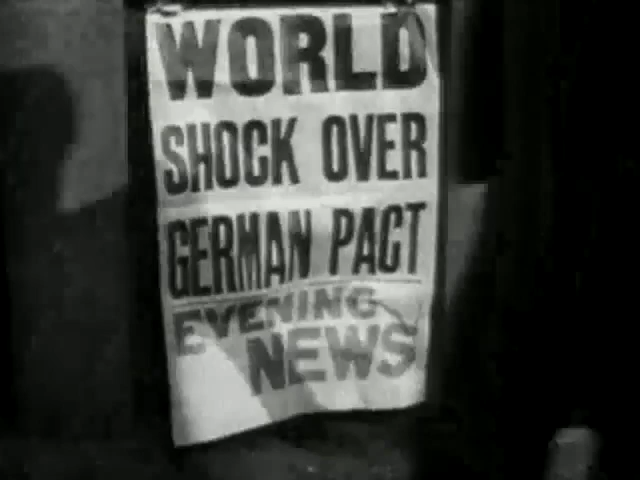 WORLD
SHOCK OVER
GERMAN PACT
EVENING
NEWS